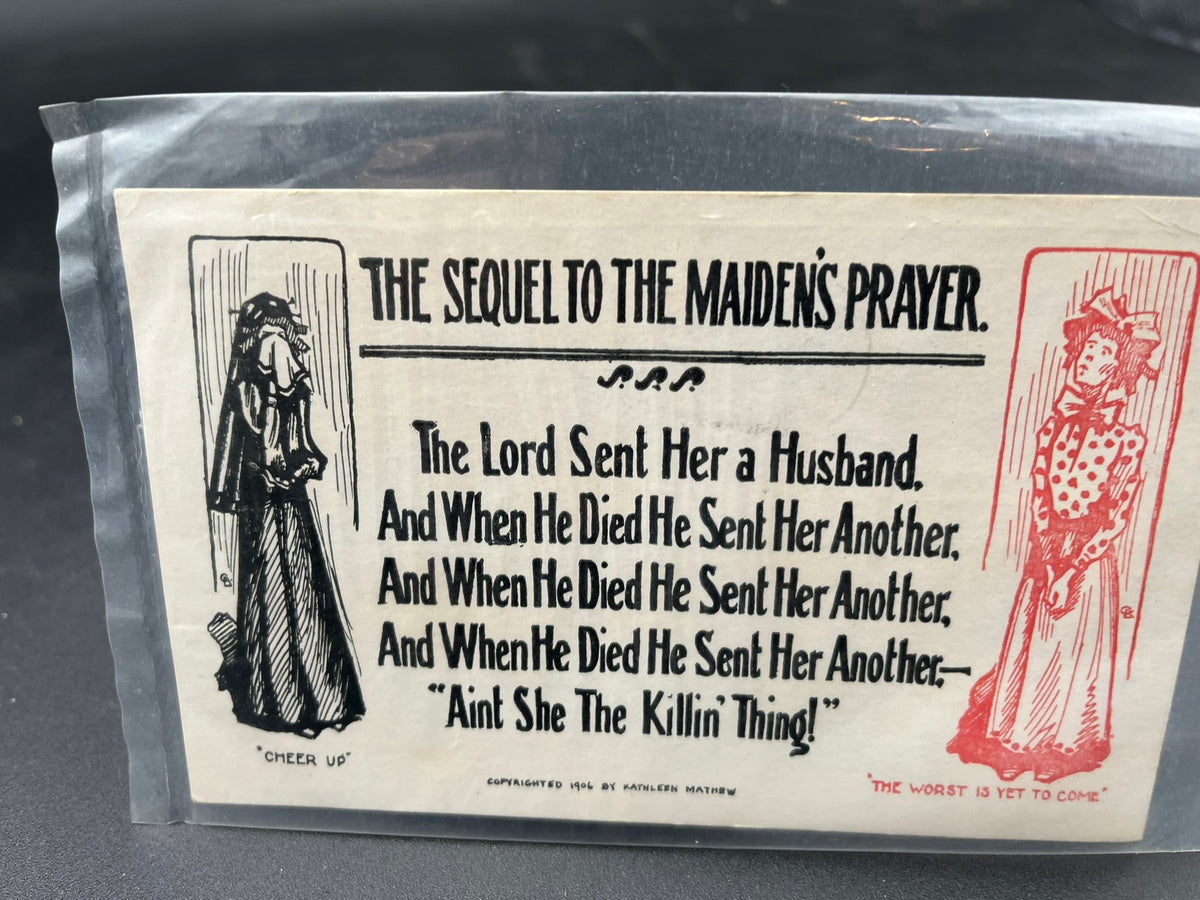 THE SEQUEL TO THE MAIDEN'S PRAYER.
The Lord Sent Her a Husband.
And When He Died He Sent Her Another,
And When He Died He Sent Her Another,
And When He Died He Sent Her Another,—
"Aint She The Killin' Thing!"
"CHEER UP"
COPYRIGHTED 1906 BY KATHLEEN MATHEW
"THE WORST IS YET TO COME"